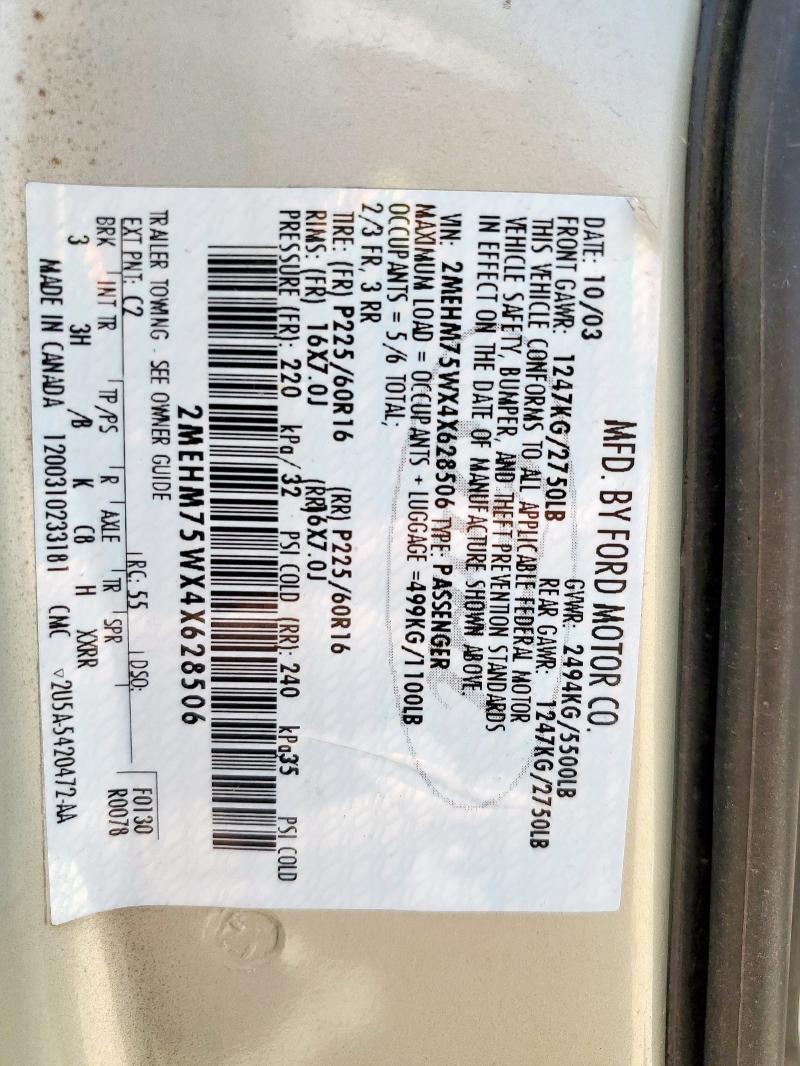 MFD. BY FORD MOTOR CO.
DATE: 10/03 GVWR: 2494KG/5500LB
FRONT GAWR: 1247KG/2750LB REAR GAWR: 1247KG/2750LB
THIS VEHICLE CONFORMS TO ALL APPLICABLE FEDERAL MOTOR
VEHICLE SAFETY, BUMPER, AND THEFT PREVENTION STANDARDS
IN EFFECT ON THE DATE OF MANUFACTURE SHOWN ABOVE.
VIN: 2MEHM75WX4X628506 TYPE: PASSENGER
MAXIMUM LOAD = OCCUPANTS + LUGGAGE =499KG/1100LB
OCCUPANTS = 5/6 TOTAL;
2/3 FR, 3 RR
TIRE: (FR) P225/60R16 (RR) P225/60R16
RIMS: (FR) 16X7.0J (RR)16X7.0J
PRESSURE (FR): 220 kPa/ 32 PSI COLD (RR): 240 kPa35 PSI COLD
2MEHM75WX4X628506
TRAILER TOWING - SEE OWNER GUIDE
EXT PNT: C2 RC: 55 DSO: F0130
BRK INT TR TP/PS R AXLE TR SPR R0078
3 3H /B K C8 H XXRR
MADE IN CANADA 1200310233181 CMC ▽2U5A-5420472-AA